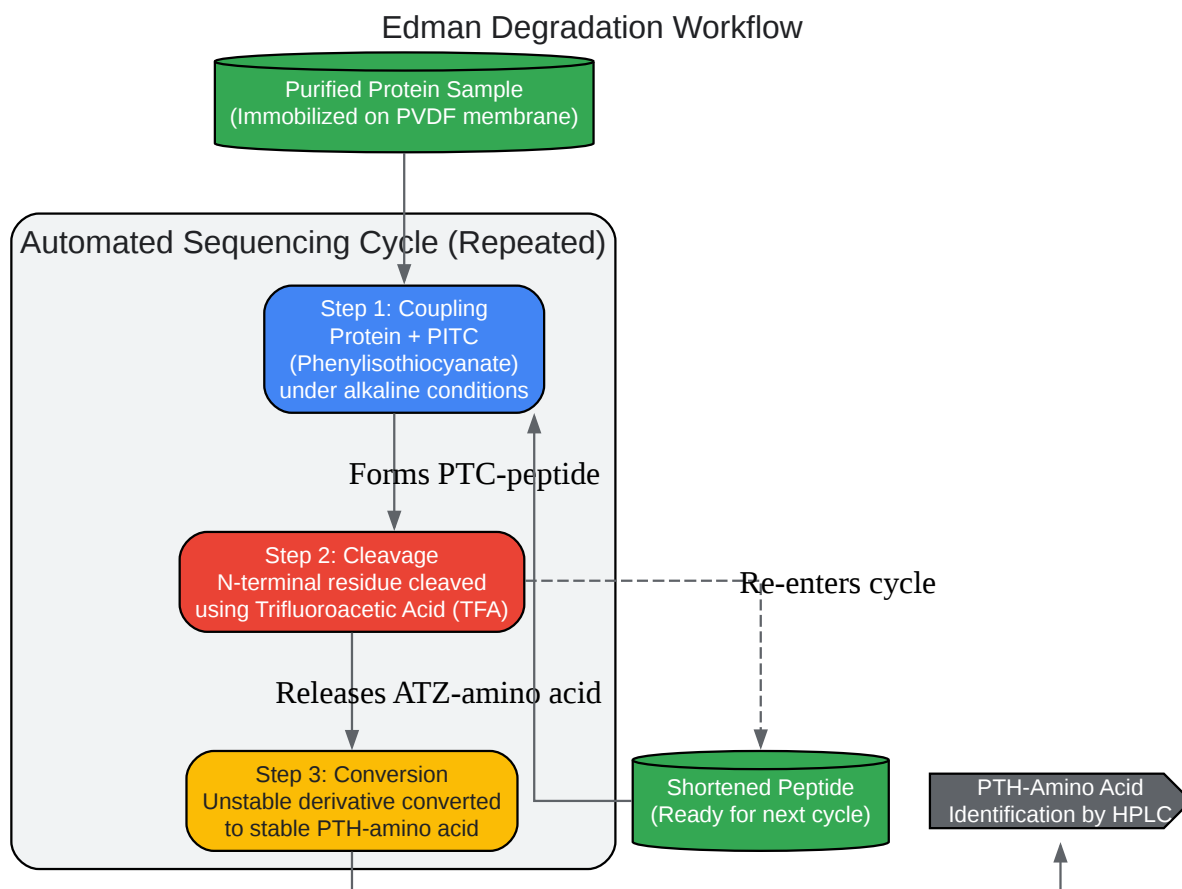 Edman Degradation Workflow
Purified Protein Sample
(Immobilized on PVDF membrane)
Automated Sequencing Cycle (Repeated)
Step 1: Coupling
Protein + PITC
(Phenylisothiocyanate)
under alkaline conditions
Forms PTC-peptide
Step 2: Cleavage
N-terminal residue cleaved
using Trifluoroacetic Acid (TFA)
Re-enters cycle
Releases ATZ-amino acid
Step 3: Conversion
Unstable derivative converted
to stable PTH-amino acid
Shortened Peptide
(Ready for next cycle)
PTH-Amino Acid
Identification by HPLC